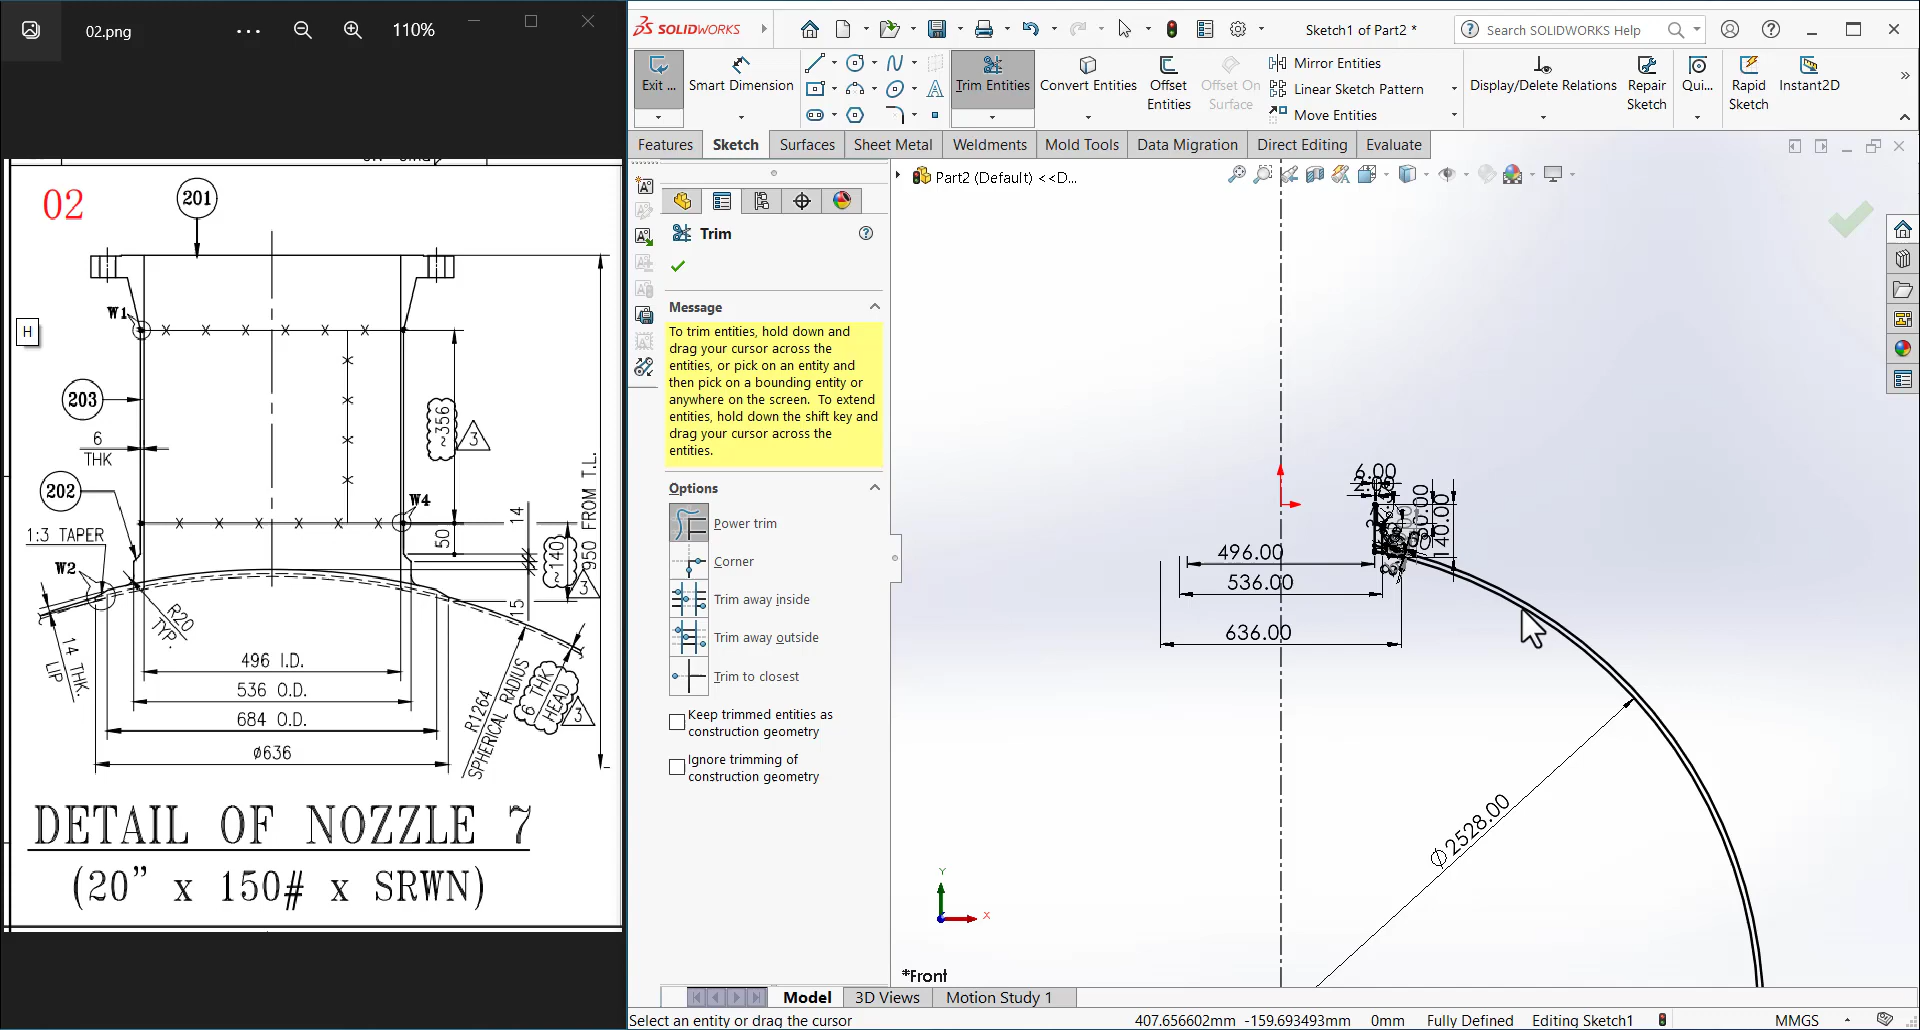 02.png
110%
02
201
W1
203
6
THK
202
1:3 TAPER
W2
W4
~356
3
14
50
~140
3
15
950 FROM T.L.
R20
TYP.
14 THK.
LIP
496 I.D.
536 O.D.
684 O.D.
ø636
R1264
SPHERICAL RADIUS
6 THK
HEAD
3
DETAIL OF NOZZLE 7
(20" x 150# x SRWN)
H
SOLIDWORKS
Sketch1 of Part2 *
Search SOLIDWORKS Help
Exit ...
Smart Dimension
Trim Entities
Convert Entities
Offset
Entities
Offset On
Surface
Mirror Entities
Linear Sketch Pattern
Move Entities
Display/Delete Relations
Repair
Sketch
Qui...
Rapid
Sketch
Instant2D
Features
Sketch
Surfaces
Sheet Metal
Weldments
Mold Tools
Data Migration
Direct Editing
Evaluate
Part2 (Default) <<D...
Trim
Message
To trim entities, hold down and
drag your cursor across the
entities, or pick on an entity and
then pick on a bounding entity or
anywhere on the screen. To extend
entities, hold down the shift key and
drag your cursor across the
entities.
Options
Power trim
Corner
Trim away inside
Trim away outside
Trim to closest
Keep trimmed entities as
construction geometry
Ignore trimming of
construction geometry
6.00
140.00
496.00
536.00
636.00
Ø2528.00
Y
X
*Front
Model
3D Views
Motion Study 1
Select an entity or drag the cursor
407.656602mm
-159.693493mm
0mm
Fully Defined
Editing Sketch1
MMGS